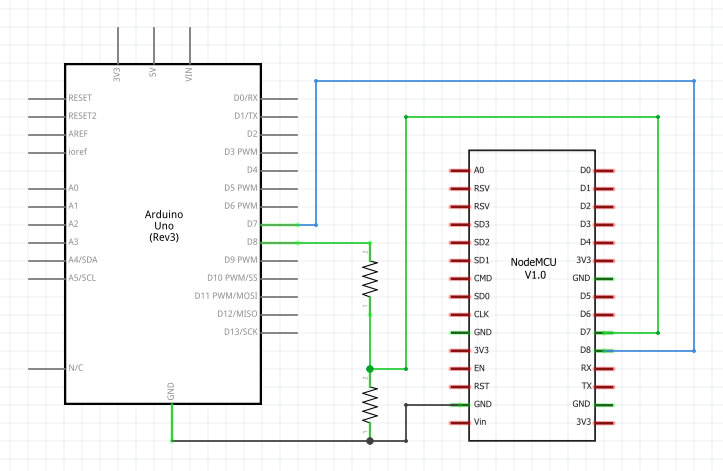 3V3
5V
VIN
RESET
RESET2
AREF
ioref
A0
A1
A2
A3
A4/SDA
A5/SCL
N/C
Arduino
Uno
(Rev3)
D0/RX
D1/TX
D2
D3 PWM
D4
D5 PWM
D6 PWM
D7
D8
D9 PWM
D10 PWM/SS
D11 PWM/MOSI
D12/MISO
D13/SCK
GND
2
1
2
1
A0
RSV
RSV
SD3
SD2
SD1
CMD
SD0
CLK
GND
3V3
EN
RST
GND
Vin
NodeMCU
V1.0
D0
D1
D2
D3
D4
3V3
GND
D5
D6
D7
D8
RX
TX
GND
3V3